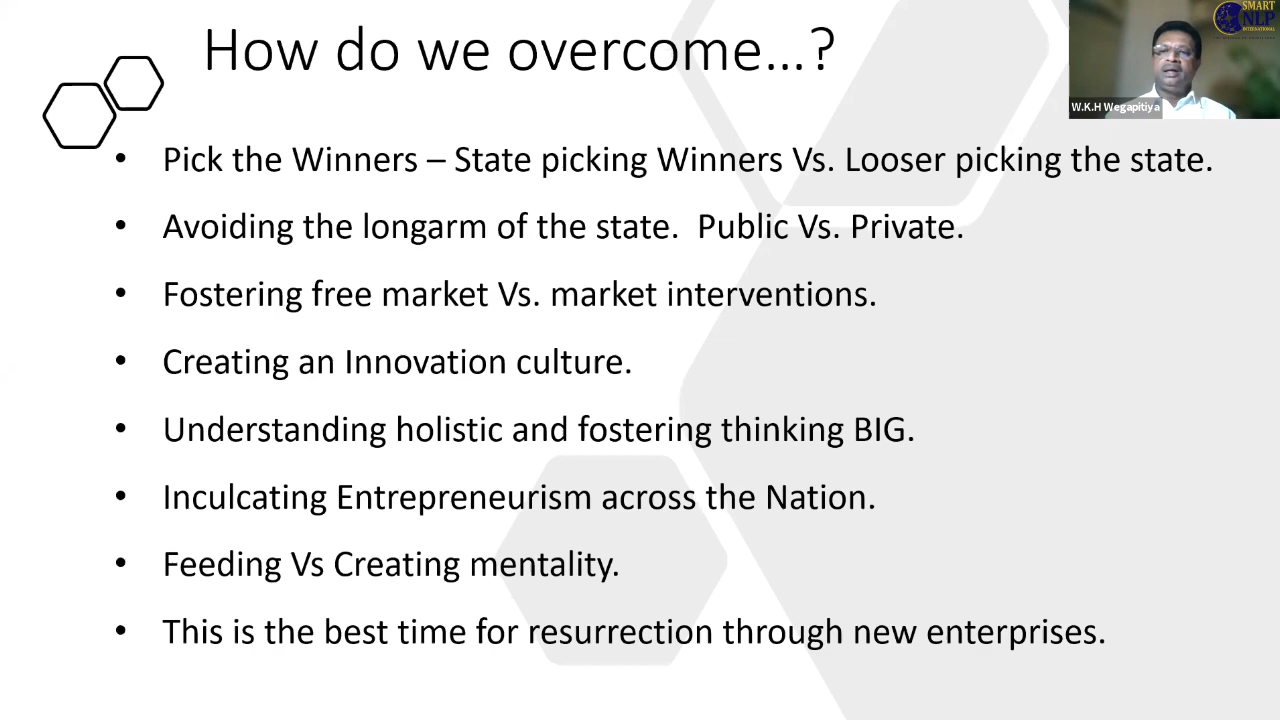 How do we overcome...?
SMART
NLP
INTERNATIONAL
W.K.H Wegapitiya
• Pick the Winners – State picking Winners Vs. Looser picking the state.
• Avoiding the longarm of the state. Public Vs. Private.
• Fostering free market Vs. market interventions.
• Creating an Innovation culture.
• Understanding holistic and fostering thinking BIG.
• Inculcating Entrepreneurism across the Nation.
• Feeding Vs Creating mentality.
• This is the best time for resurrection through new enterprises.